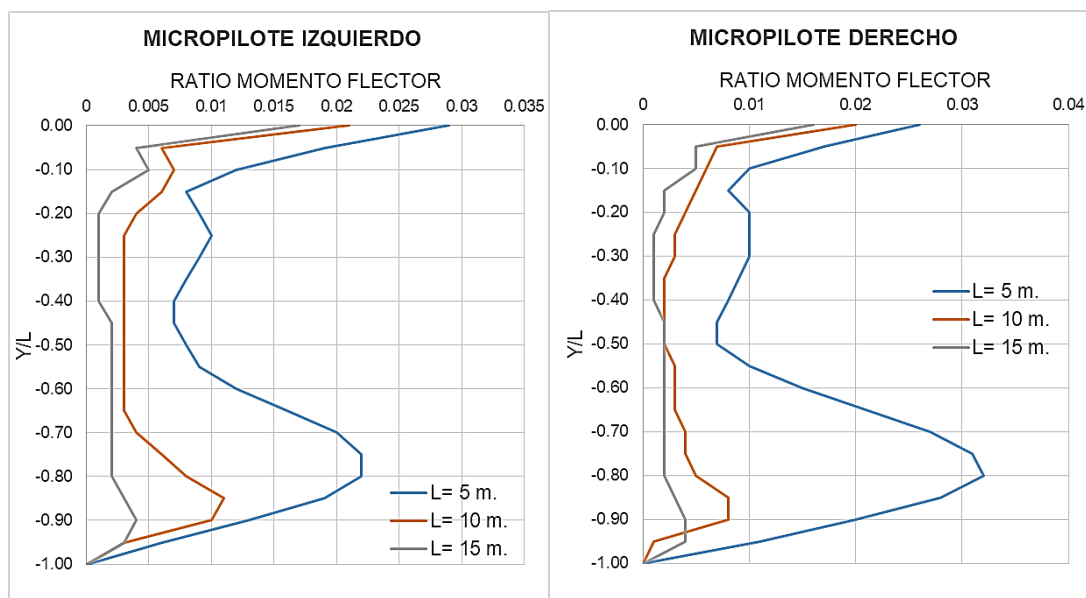 MICROPILOTE IZQUIERDO
RATIO MOMENTO FLECTOR
0 0.005 0.01 0.015 0.02 0.025 0.03 0.035
0.00
-0.10
-0.20
-0.30
-0.40
-0.50
-0.60
-0.70
-0.80
-0.90
-1.00
Y/L
L= 5 m.
L= 10 m.
L= 15 m.
MICROPILOTE DERECHO
RATIO MOMENTO FLECTOR
0 0.01 0.02 0.03 0.04
0.00
-0.10
-0.20
-0.30
-0.40
-0.50
-0.60
-0.70
-0.80
-0.90
-1.00
Y/L
L= 5 m.
L= 10 m.
L= 15 m.